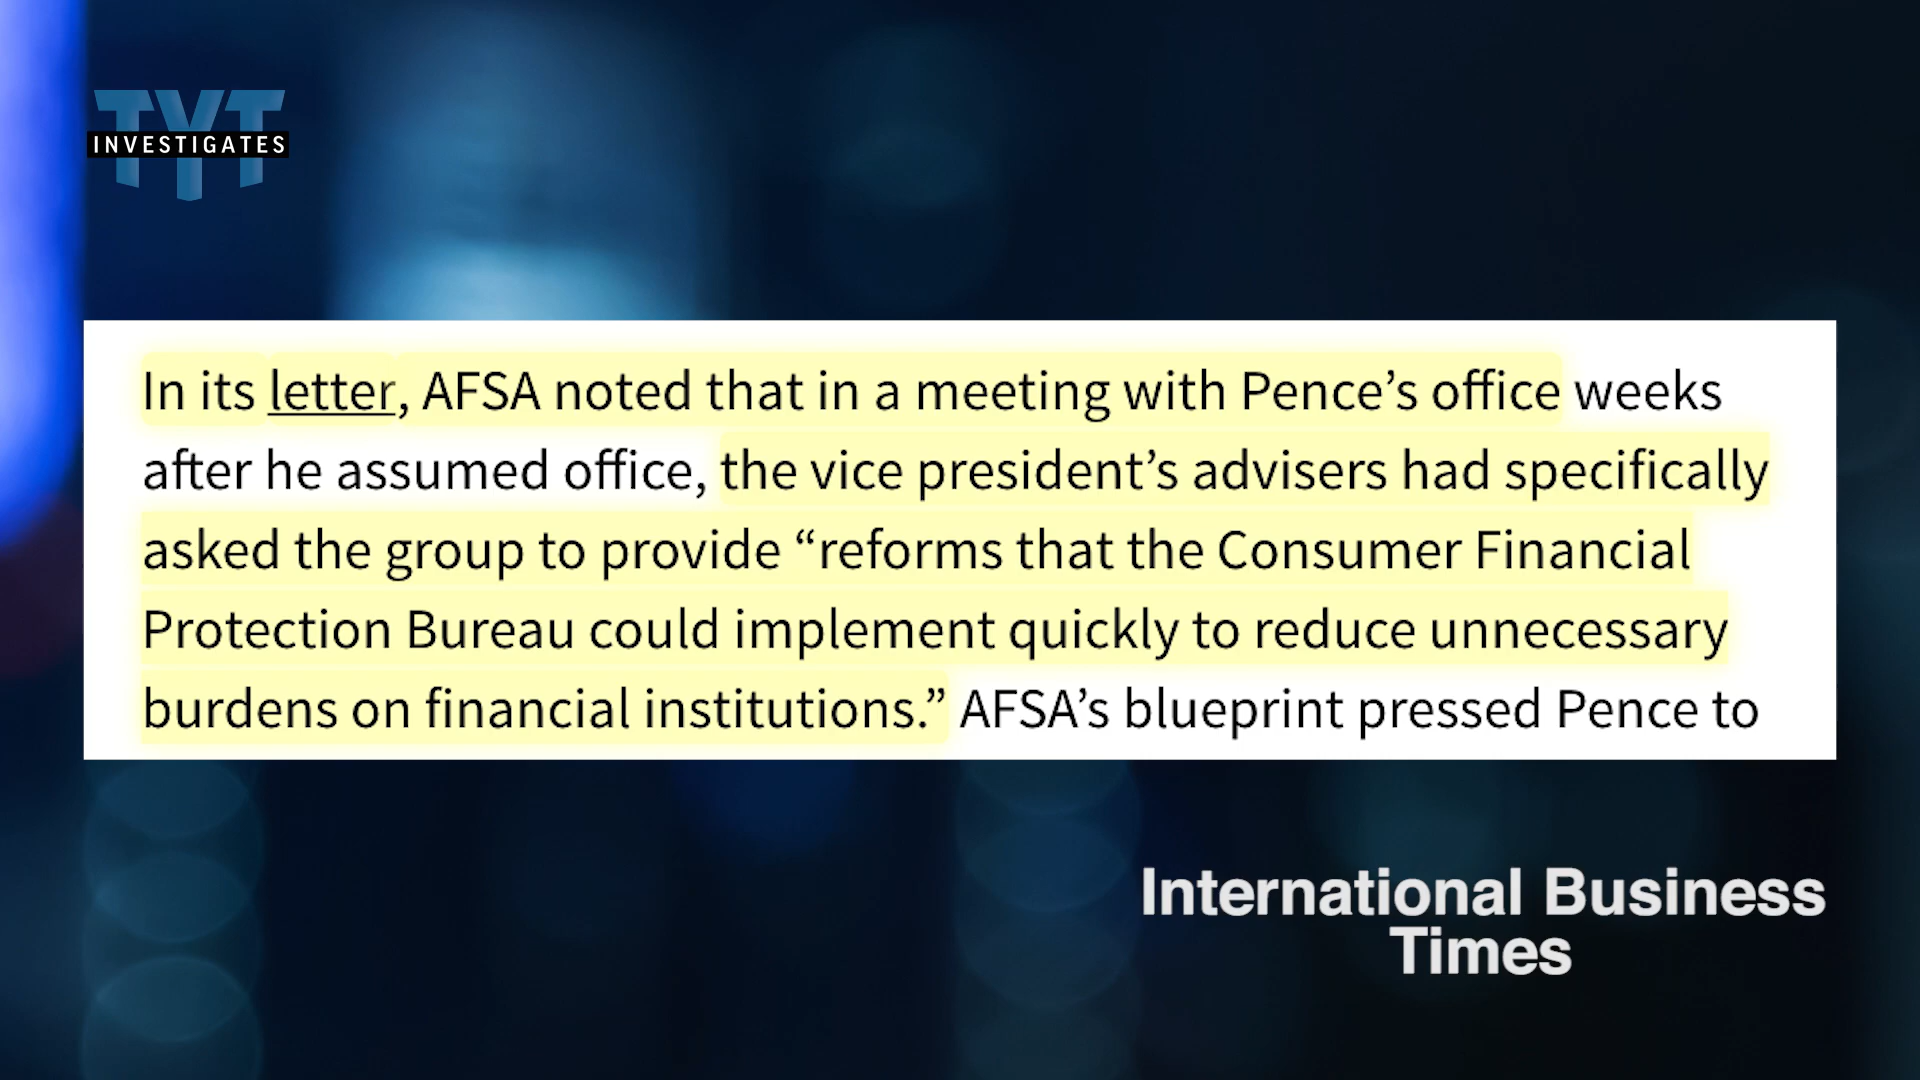 TYT
INVESTIGATES
In its letter, AFSA noted that in a meeting with Pence’s office weeks
after he assumed office, the vice president’s advisers had specifically
asked the group to provide “reforms that the Consumer Financial
Protection Bureau could implement quickly to reduce unnecessary
burdens on financial institutions.” AFSA’s blueprint pressed Pence to
International Business
Times